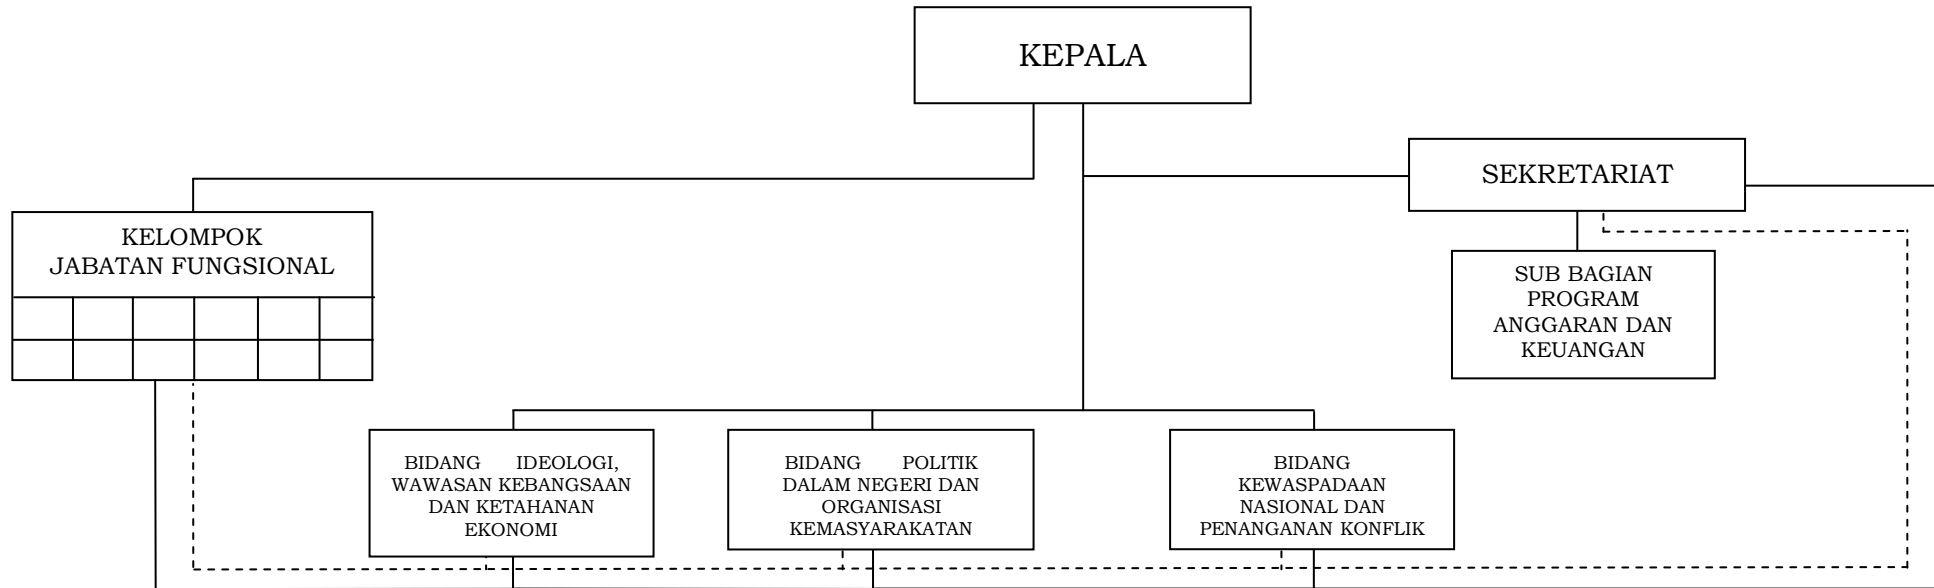 KEPALA
SEKRETARIAT
KELOMPOK
JABATAN FUNGSIONAL
SUB BAGIAN
PROGRAM
ANGGARAN DAN
KEUANGAN
BIDANG IDEOLOGI,
WAWASAN KEBANGSAAN
DAN KETAHANAN
EKONOMI
BIDANG POLITIK
DALAM NEGERI DAN
ORGANISASI
KEMASYARAKATAN
BIDANG
KEWASPADAAN
NASIONAL DAN
PENANGANAN KONFLIK